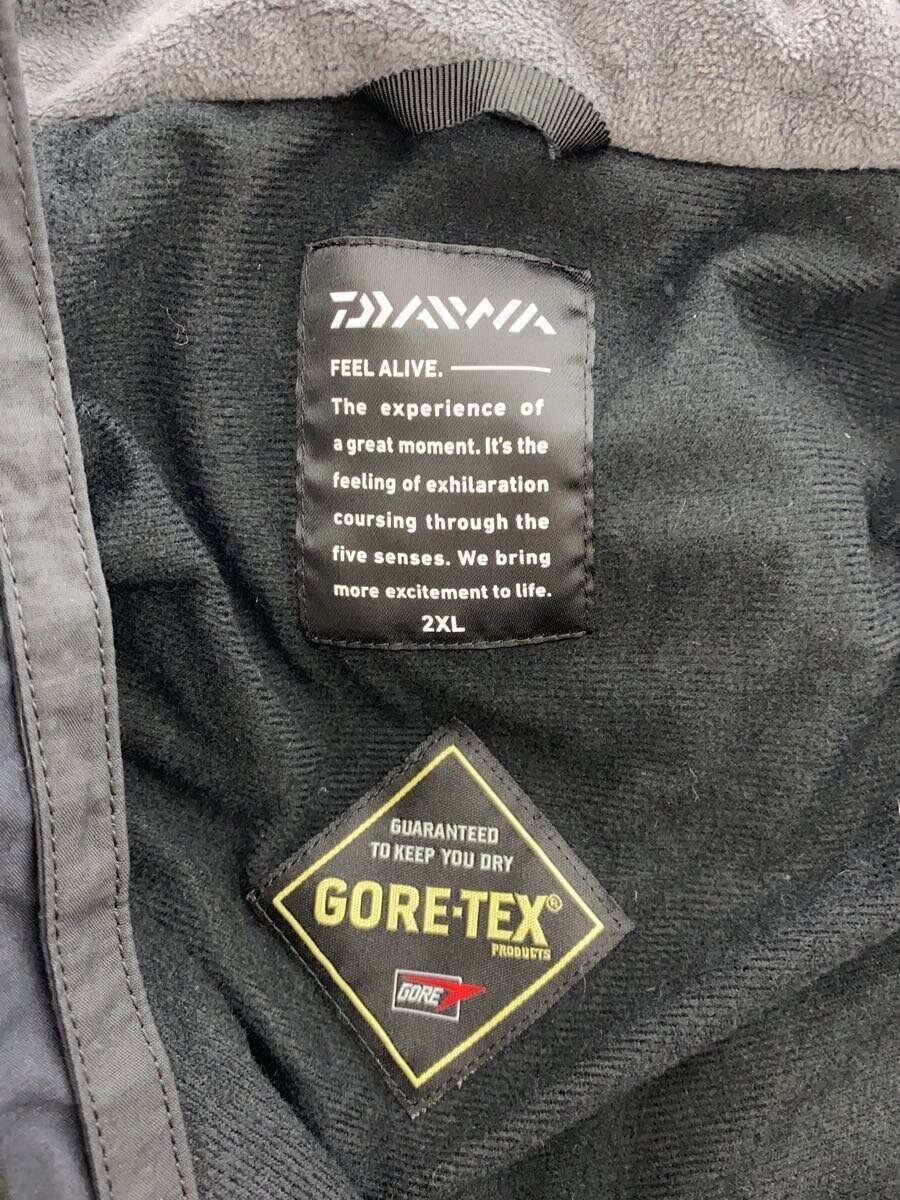 DAIWA
FEEL ALIVE.
The experience of
a great moment. It's the
feeling of exhilaration
coursing through the
five senses. We bring
more excitement to life.
2XL
GUARANTEED
TO KEEP YOU DRY
GORE-TEX®
PRODUCTS
GORE